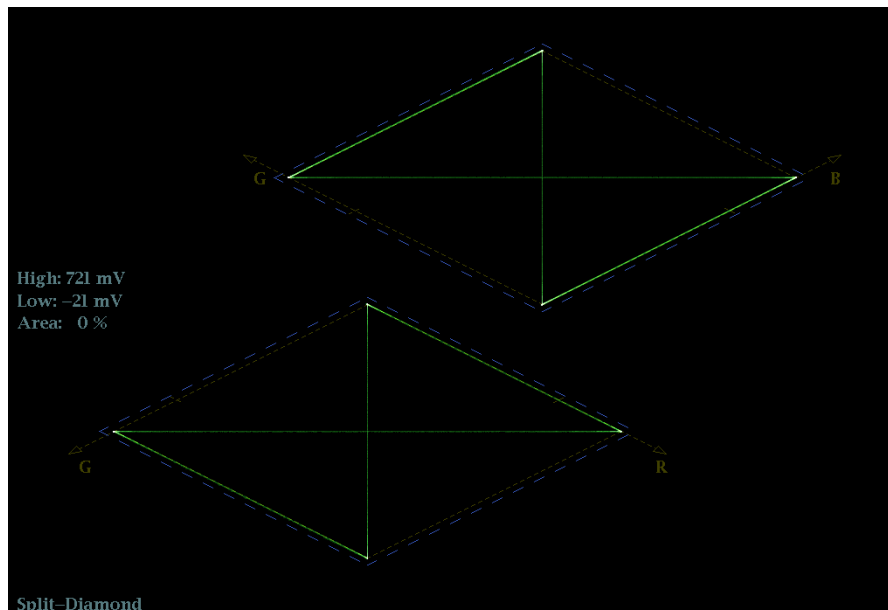 G
B
High: 721 mV
Low: −21 mV
Area: 0 %
G
R
Split−Diamond